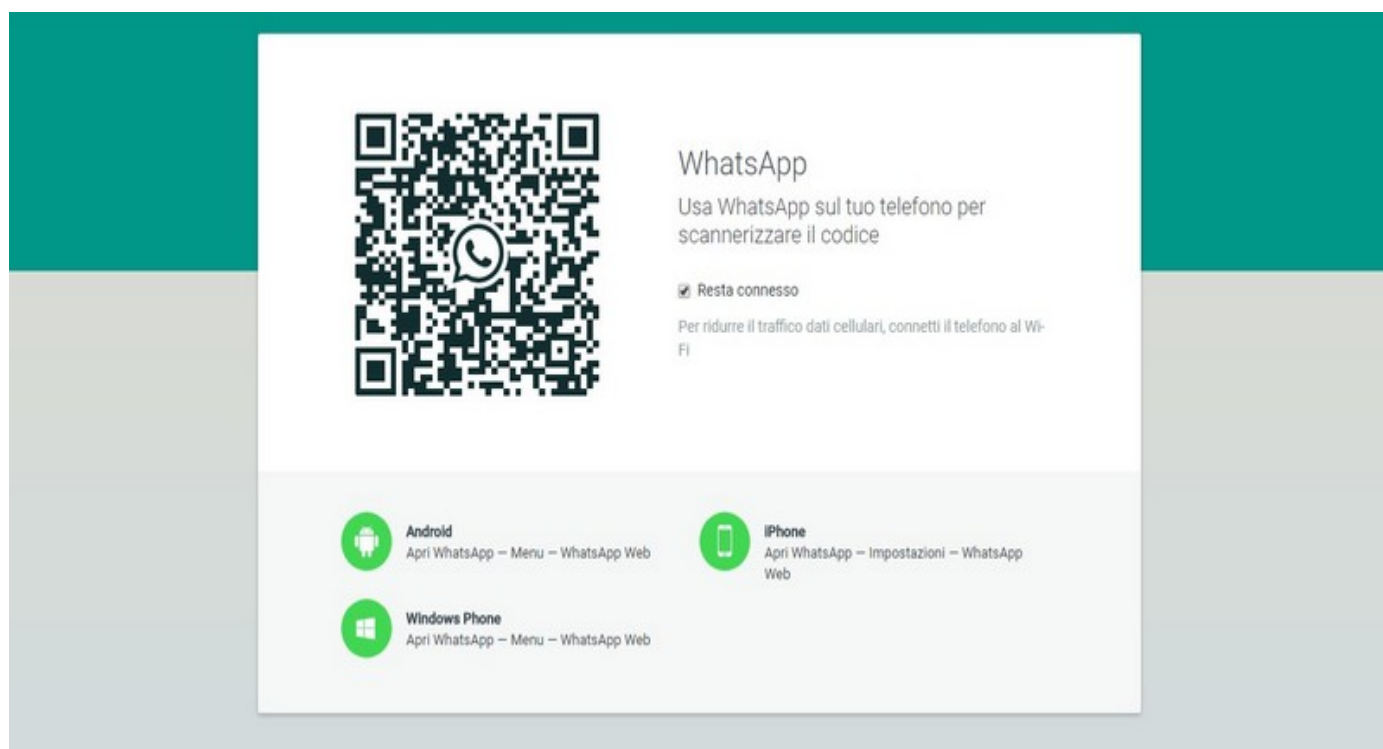 WhatsApp
Usa WhatsApp sul tuo telefono per
scannerizzare il codice
Resta connesso
Per ridurre il traffico dati cellulari, connetti il telefono al Wi-
Fi
Android
Apri WhatsApp — Menu — WhatsApp Web
iPhone
Apri WhatsApp — Impostazioni — WhatsApp
Web
Windows Phone
Apri WhatsApp — Menu — WhatsApp Web